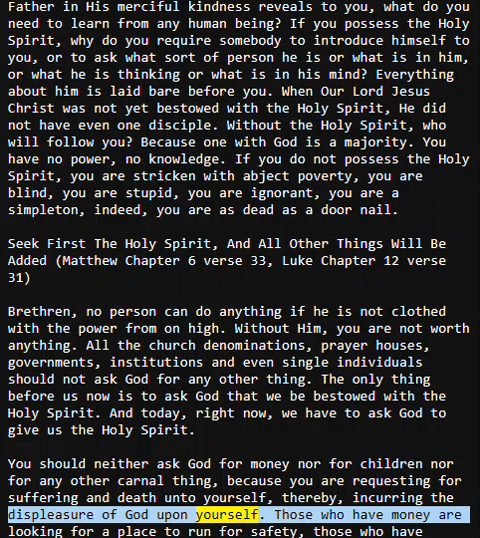 Father in His merciful kindness reveals to you, what do you
need to learn from any human being? If you possess the Holy
Spirit, why do you require somebody to introduce himself to
you, or to ask what sort of person he is or what is in him,
or what he is thinking or what is in his mind? Everything
about him is laid bare before you. When Our Lord Jesus
Christ was not yet bestowed with the Holy Spirit, He did
not have even one disciple. Without the Holy Spirit, who
will follow you? Because one with God is a majority. You
have no power, no knowledge. If you do not possess the Holy
Spirit, you are stricken with abject poverty, you are
blind, you are stupid, you are ignorant, you are a
simpleton, indeed, you are as dead as a door nail.

Seek First The Holy Spirit, And All Other Things Will Be
Added (Matthew Chapter 6 verse 33, Luke Chapter 12 verse
31)

Brethren, no person can do anything if he is not clothed
with the power from on high. Without Him, you are not worth
anything. All the church denominations, prayer houses,
governments, institutions and even single individuals
should not ask God for any other thing. The only thing
before us now is to ask God that we be bestowed with the
Holy Spirit. And today, right now, we have to ask God to
give us the Holy Spirit.

You should neither ask God for money nor for children nor
for any other carnal thing, because you are requesting for
suffering and death unto yourself, thereby, incurring the
displeasure of God upon yourself. Those who have money are
looking for a place to run for safety, those who have